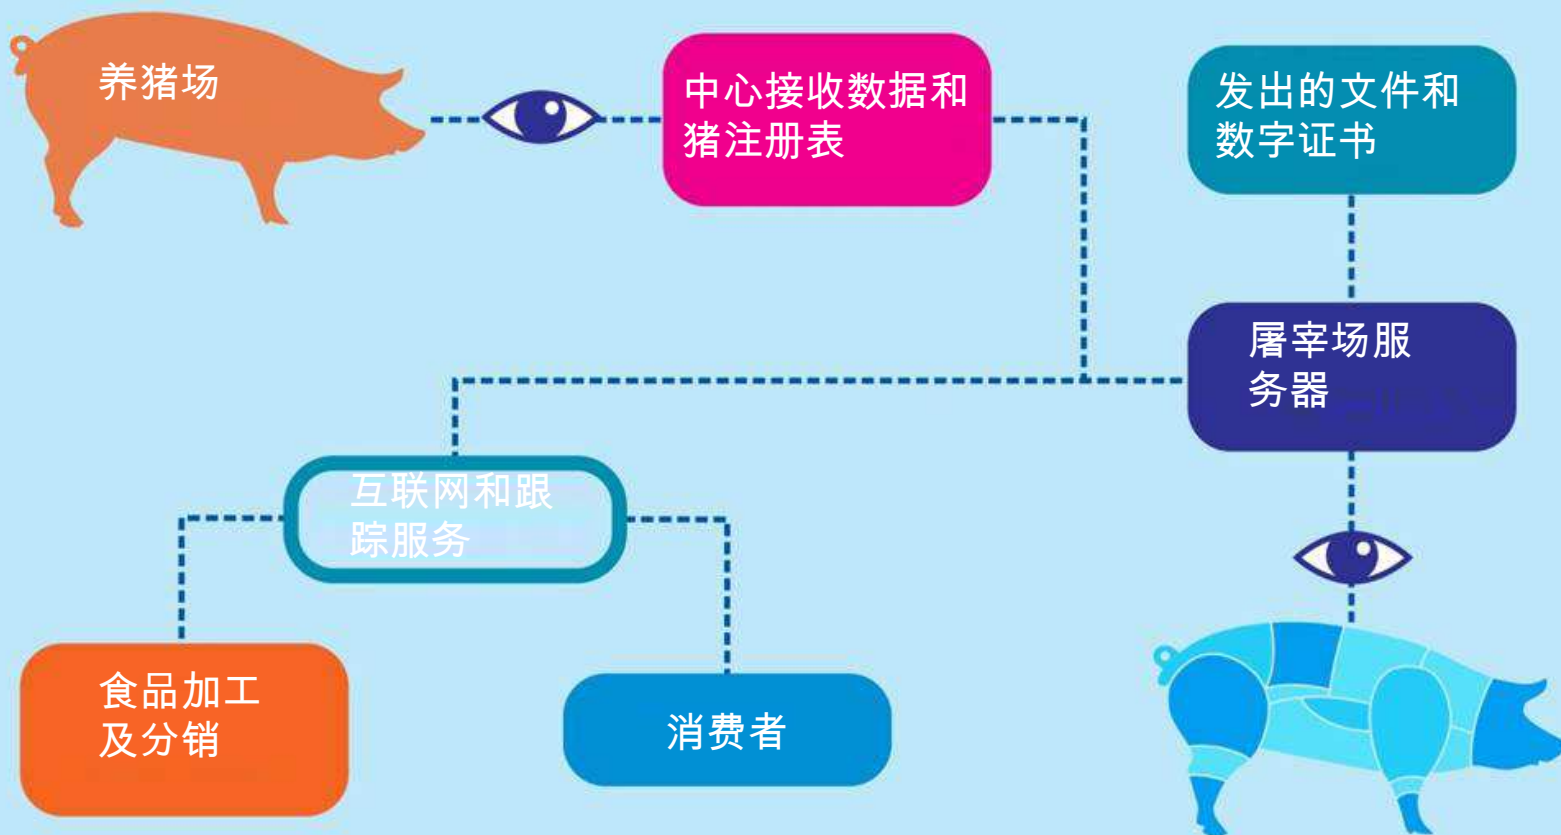 养猪场
中心接收数据和
猪注册表
发出的文件和
数字证书
屠宰场服
务器
互联网和跟
踪服务
食品加工
及分销
消费者